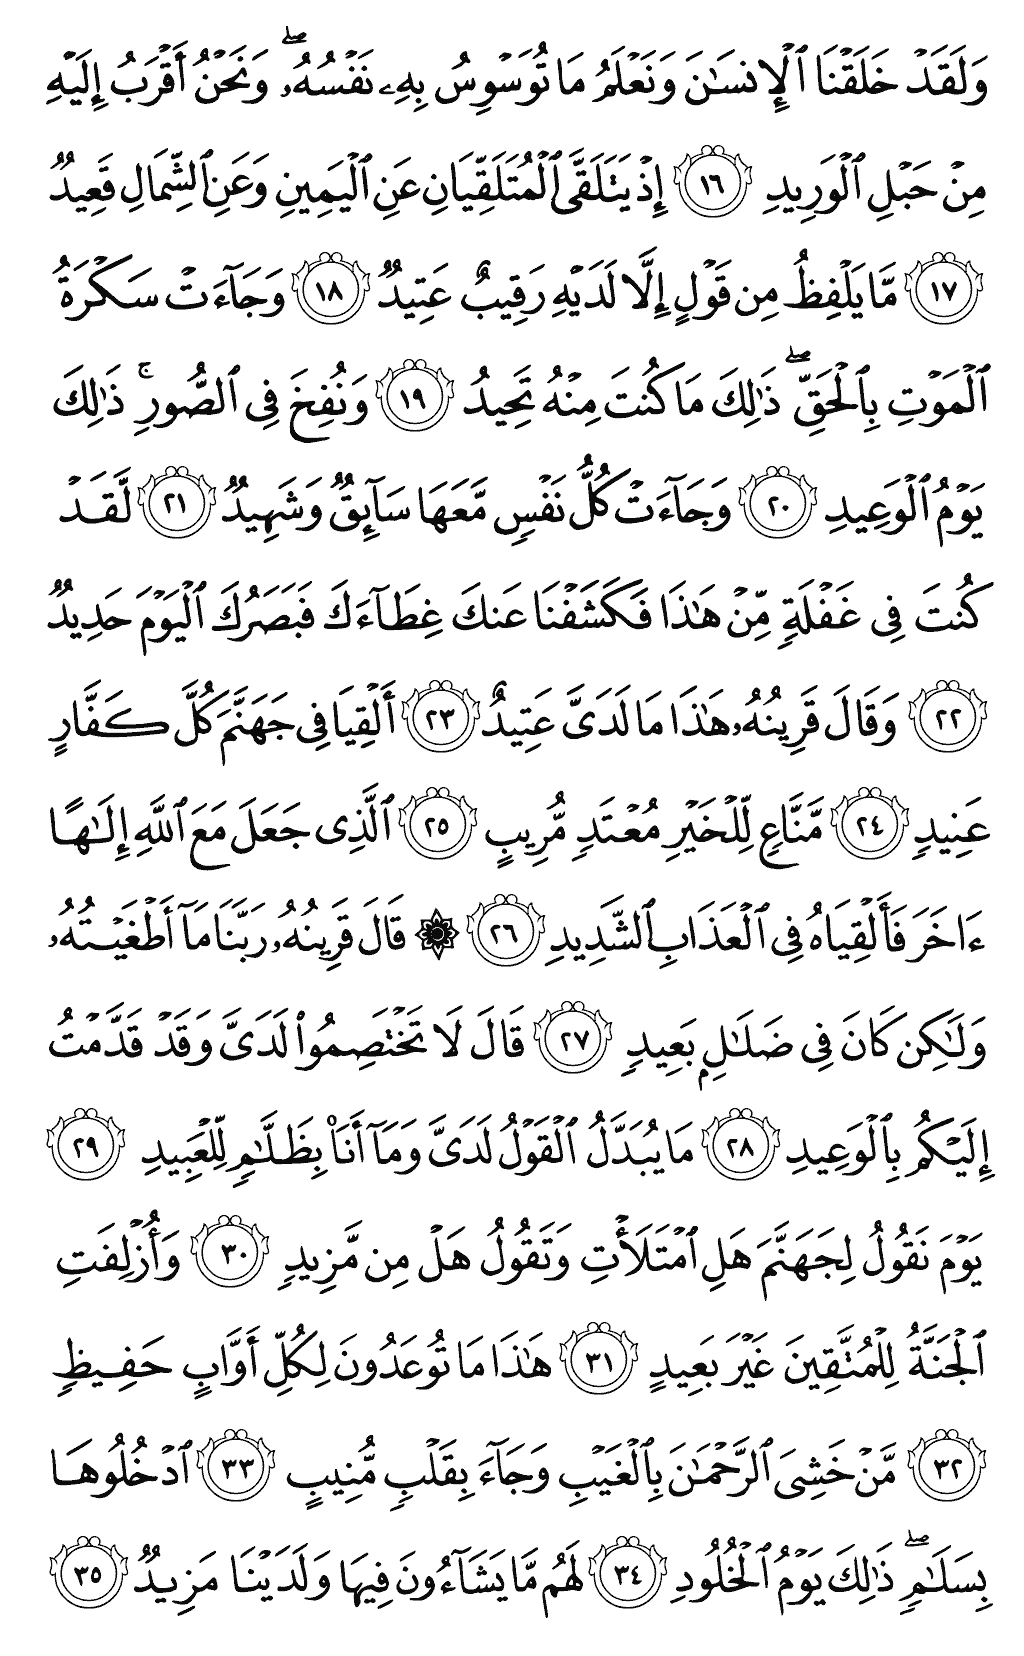 وَلَقَدۡ خَلَقۡنَا ٱلۡإِنسَٰنَ وَنَعۡلَمُ مَا تُوَسۡوِسُ بِهِۦ نَفۡسُهُۥۖ وَنَحۡنُ أَقۡرَبُ إِلَيۡهِ
مِنۡ حَبۡلِ ٱلۡوَرِيدِ ١٦ إِذۡ يَتَلَقَّى ٱلۡمُتَلَقِّيَانِ عَنِ ٱلۡيَمِينِ وَعَنِ ٱلشِّمَالِ قَعِيدٞ
١٧ مَّا يَلۡفِظُ مِن قَوۡلٍ إِلَّا لَدَيۡهِ رَقِيبٌ عَتِيدٞ ١٨ وَجَآءَتۡ سَكۡرَةُ
ٱلۡمَوۡتِ بِٱلۡحَقِّۖ ذَٰلِكَ مَا كُنتَ مِنۡهُ تَحِيدُ ١٩ وَنُفِخَ فِي ٱلصُّورِۚ ذَٰلِكَ
يَوۡمُ ٱلۡوَعِيدِ ٢٠ وَجَآءَتۡ كُلُّ نَفۡسٖ مَّعَهَا سَآئِقٞ وَشَهِيدٞ ٢١ لَّقَدۡ
كُنتَ فِي غَفۡلَةٖ مِّنۡ هَٰذَا فَكَشَفۡنَا عَنكَ غِطَآءَكَ فَبَصَرُكَ ٱلۡيَوۡمَ حَدِيدٞ
٢٢ وَقَالَ قَرِينُهُۥ هَٰذَا مَا لَدَيَّ عَتِيدٌ ٢٣ أَلۡقِيَا فِي جَهَنَّمَ كُلَّ كَفَّارٍ
عَنِيدٖ ٢٤ مَّنَّاعٖ لِّلۡخَيۡرِ مُعۡتَدٖ مُّرِيبٍ ٢٥ ٱلَّذِي جَعَلَ مَعَ ٱللَّهِ إِلَٰهًا
ءَاخَرَ فَأَلۡقِيَاهُ فِي ٱلۡعَذَابِ ٱلشَّدِيدِ ٢٦ ۞ قَالَ قَرِينُهُۥ رَبَّنَا مَآ أَطۡغَيۡتُهُۥ
وَلَٰكِن كَانَ فِي ضَلَٰلِۭ بَعِيدٖ ٢٧ قَالَ لَا تَخۡتَصِمُواْ لَدَيَّ وَقَدۡ قَدَّمۡتُ
إِلَيۡكُم بِٱلۡوَعِيدِ ٢٨ مَا يُبَدَّلُ ٱلۡقَوۡلُ لَدَيَّ وَمَآ أَنَا۠ بِظَلَّٰمٖ لِّلۡعَبِيدِ ٢٩
يَوۡمَ نَقُولُ لِجَهَنَّمَ هَلِ ٱمۡتَلَأۡتِ وَتَقُولُ هَلۡ مِن مَّزِيدٖ ٣٠ وَأُزۡلِفَتِ
ٱلۡجَنَّةُ لِلۡمُتَّقِينَ غَيۡرَ بَعِيدٍ ٣١ هَٰذَا مَا تُوعَدُونَ لِكُلِّ أَوَّابٍ حَفِيظٖ
٣٢ مَّنۡ خَشِيَ ٱلرَّحۡمَٰنَ بِٱلۡغَيۡبِ وَجَآءَ بِقَلۡبٖ مُّنِيبٍ ٣٣ ٱدۡخُلُوهَا
بِسَلَٰمٖۖ ذَٰلِكَ يَوۡمُ ٱلۡخُلُودِ ٣٤ لَهُم مَّا يَشَآءُونَ فِيهَا وَلَدَيۡنَا مَزِيدٞ ٣٥